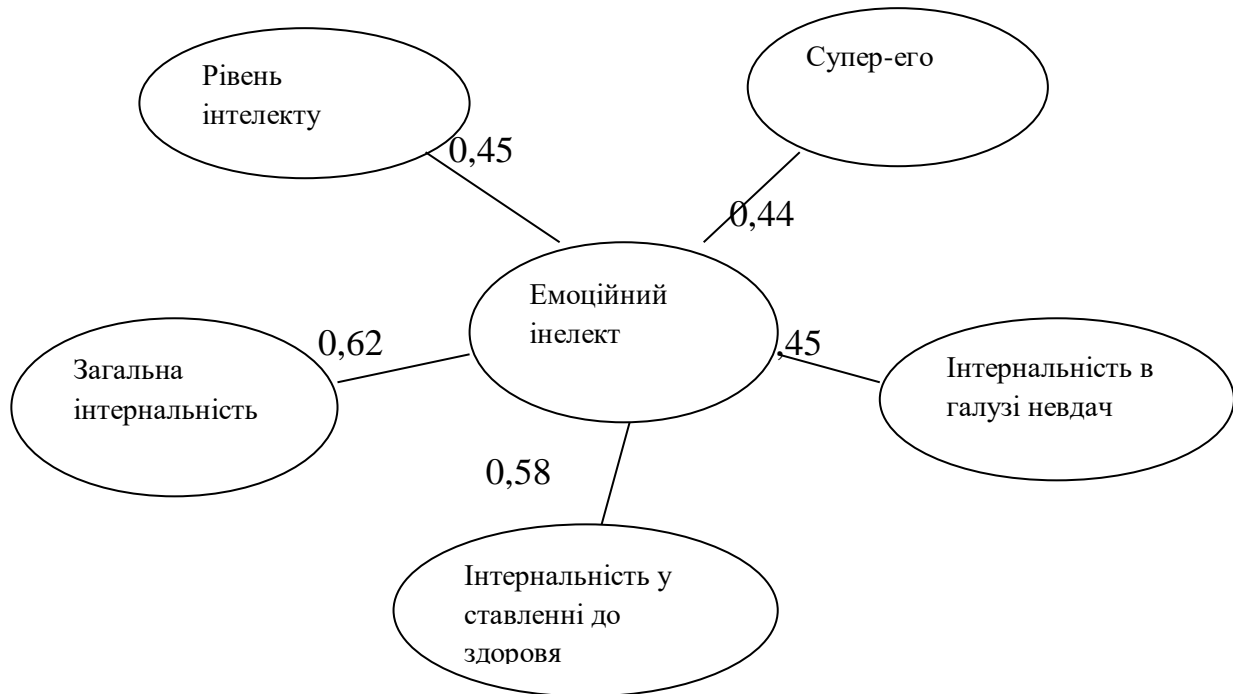 Рівень
інтелекту
Супер-его
0,45
0,44
Емоційний
інелект
0,62
,45
Загальна
інтернальність
Інтернальність в
галузі невдач
0,58
Інтернальність у
ставленні до
здоровя